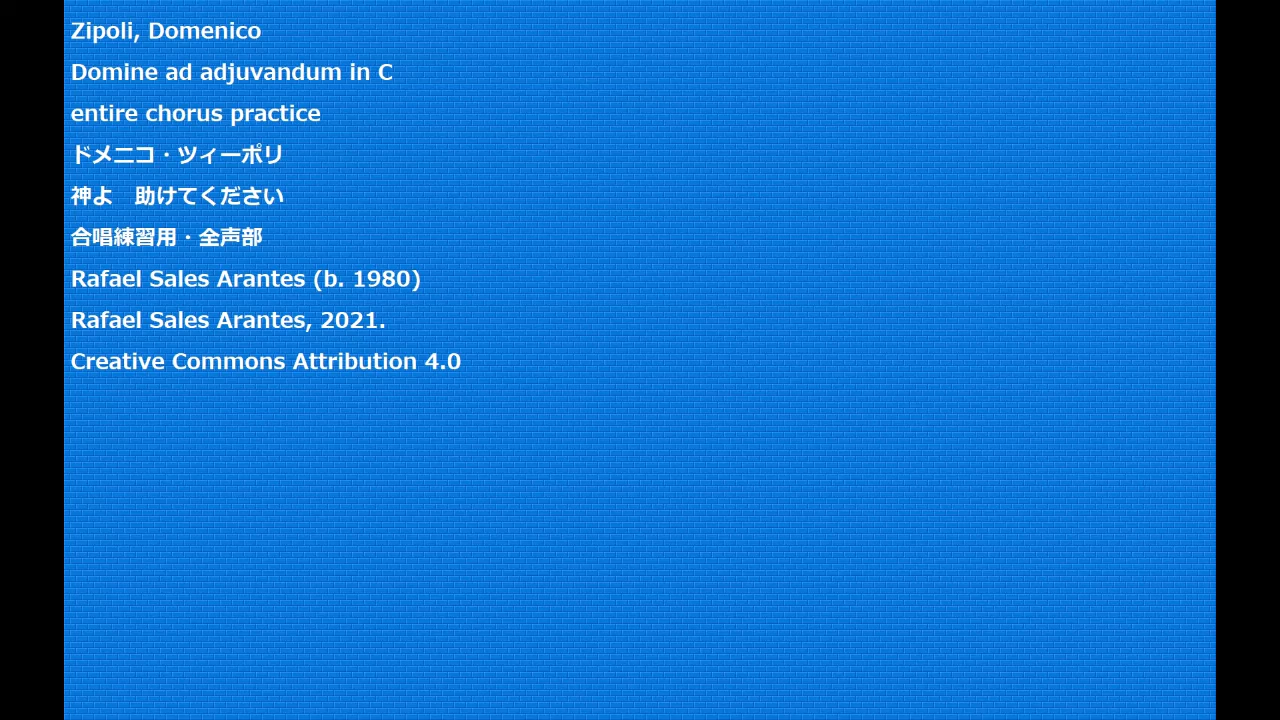 Zipoli, Domenico
Domine ad adjuvandum in C
entire chorus practice
ドメニコ・ツィーポリ
神よ　助けてください
合唱練習用・全声部
Rafael Sales Arantes (b. 1980)
Rafael Sales Arantes, 2021.
Creative Commons Attribution 4.0